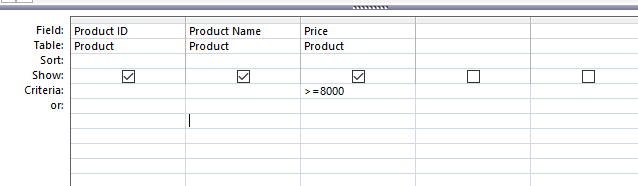 Field: Product ID Product Name Price
Table: Product Product Product
Sort:
Show:
Criteria: >=8000
or: